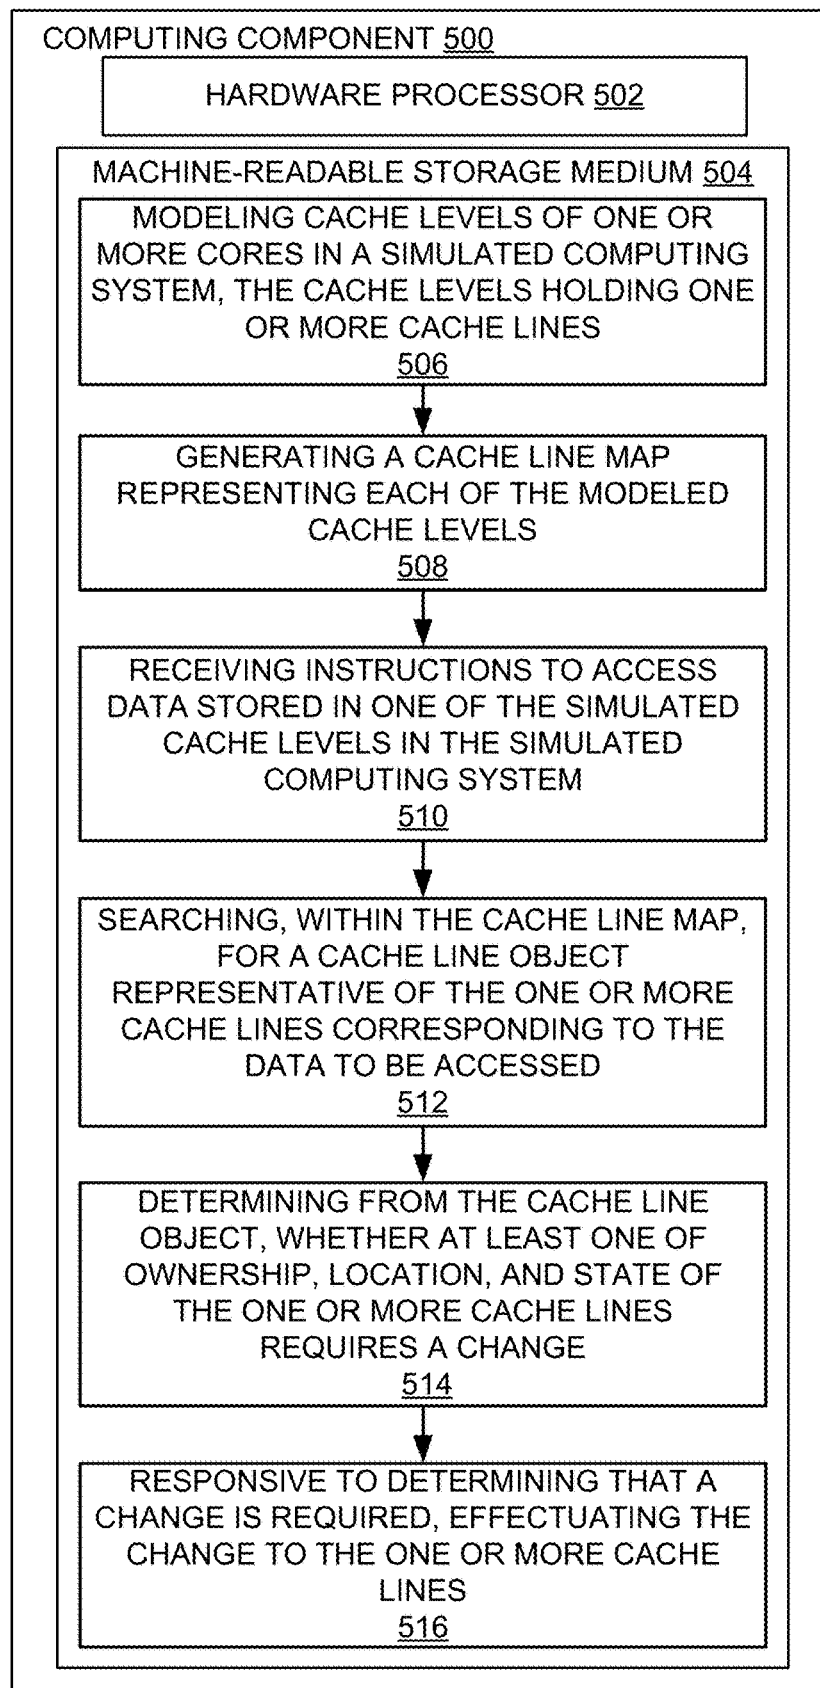 COMPUTING COMPONENT 500
HARDWARE PROCESSOR 502
MACHINE-READABLE STORAGE MEDIUM 504
MODELING CACHE LEVELS OF ONE OR
MORE CORES IN A SIMULATED COMPUTING
SYSTEM, THE CACHE LEVELS HOLDING ONE
OR MORE CACHE LINES
506
GENERATING A CACHE LINE MAP
REPRESENTING EACH OF THE MODELED
CACHE LEVELS
508
RECEIVING INSTRUCTIONS TO ACCESS
DATA STORED IN ONE OF THE SIMULATED
CACHE LEVELS IN THE SIMULATED
COMPUTING SYSTEM
510
SEARCHING, WITHIN THE CACHE LINE MAP,
FOR A CACHE LINE OBJECT
REPRESENTATIVE OF THE ONE OR MORE
CACHE LINES CORRESPONDING TO THE
DATA TO BE ACCESSED
512
DETERMINING FROM THE CACHE LINE
OBJECT, WHETHER AT LEAST ONE OF
OWNERSHIP, LOCATION, AND STATE OF
THE ONE OR MORE CACHE LINES
REQUIRES A CHANGE
514
RESPONSIVE TO DETERMINING THAT A
CHANGE IS REQUIRED, EFFECTUATING THE
CHANGE TO THE ONE OR MORE CACHE
LINES
516